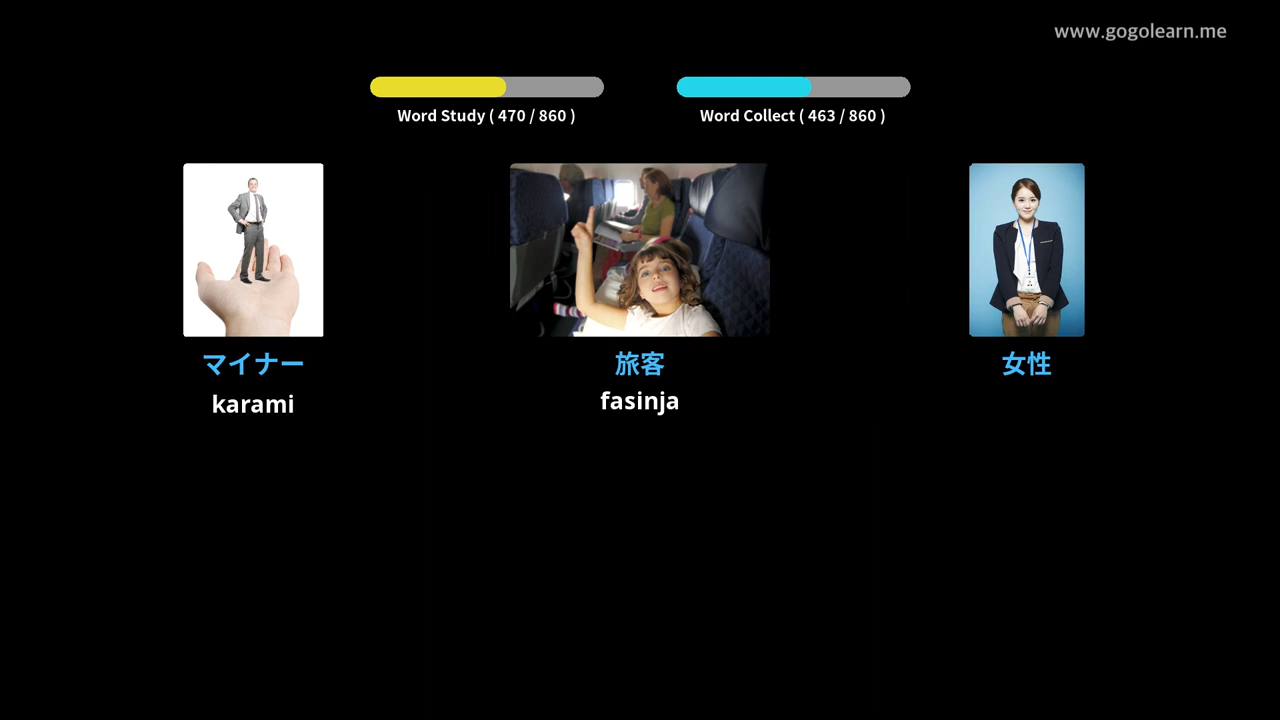 www.gogolearn.me
Word Study ( 470 / 860 )
Word Collect ( 463 / 860 )
マイナー
karami
旅客
fasinja
女性